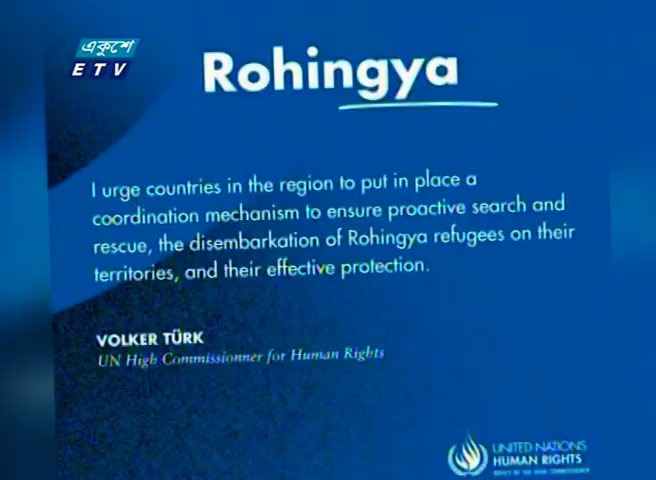 একুশে
ETV
Rohingya
I urge countries in the region to put in place a
coordination mechanism to ensure proactive search and
rescue, the disembarkation of Rohingya refugees on their
territories, and their effective protection.
VOLKER TÜRK
UN High Commissionner for Human Rights
UNITED NATIONS
HUMAN RIGHTS